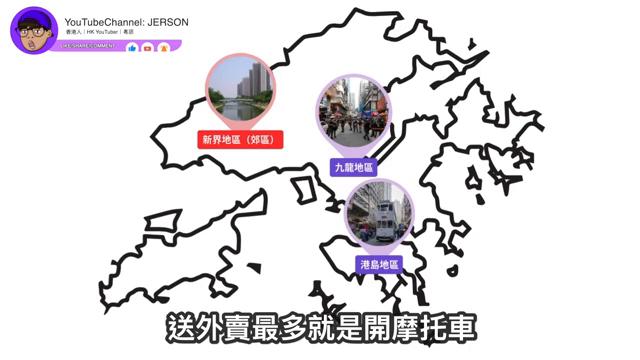 YouTubeChannel: JERSON
香港人｜HK YouTuber｜粵語
LIKE/SHARE/COMMENT
新界地區（郊區）
九龍地區
港島地區
送外賣最多就是開摩托車